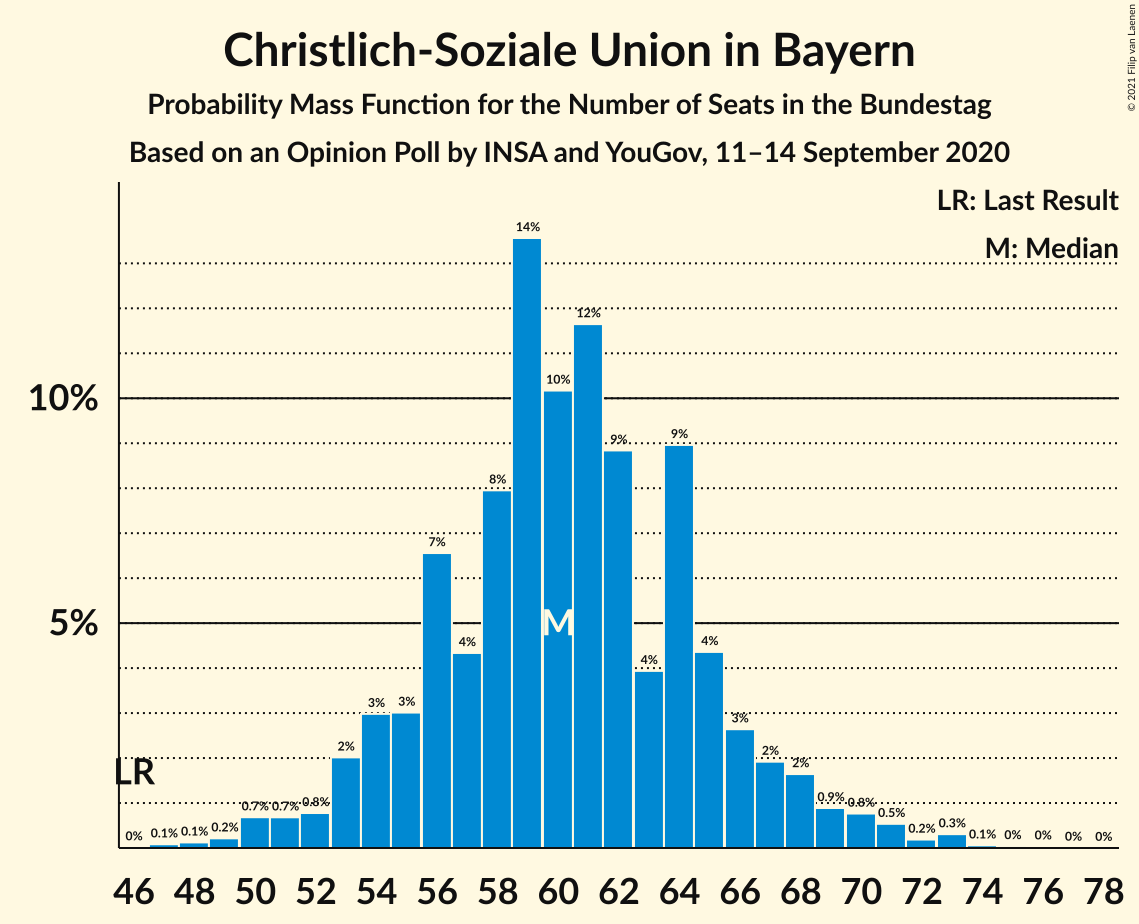 Christlich-Soziale Union in Bayern
Probability Mass Function for the Number of Seats in the Bundestag
Based on an Opinion Poll by INSA and YouGov, 11–14 September 2020
© 2021 Filip van Laenen
LR: Last Result
M: Median
10%
5%
LR
M
0% 0.1% 0.1% 0.2% 0.7% 0.7% 0.8% 2% 3% 3% 7% 4% 8% 14% 10% 12% 9% 4% 9% 4% 3% 2% 2% 0.9% 0.8% 0.5% 0.2% 0.3% 0.1% 0% 0% 0% 0%
46 48 50 52 54 56 58 60 62 64 66 68 70 72 74 76 78